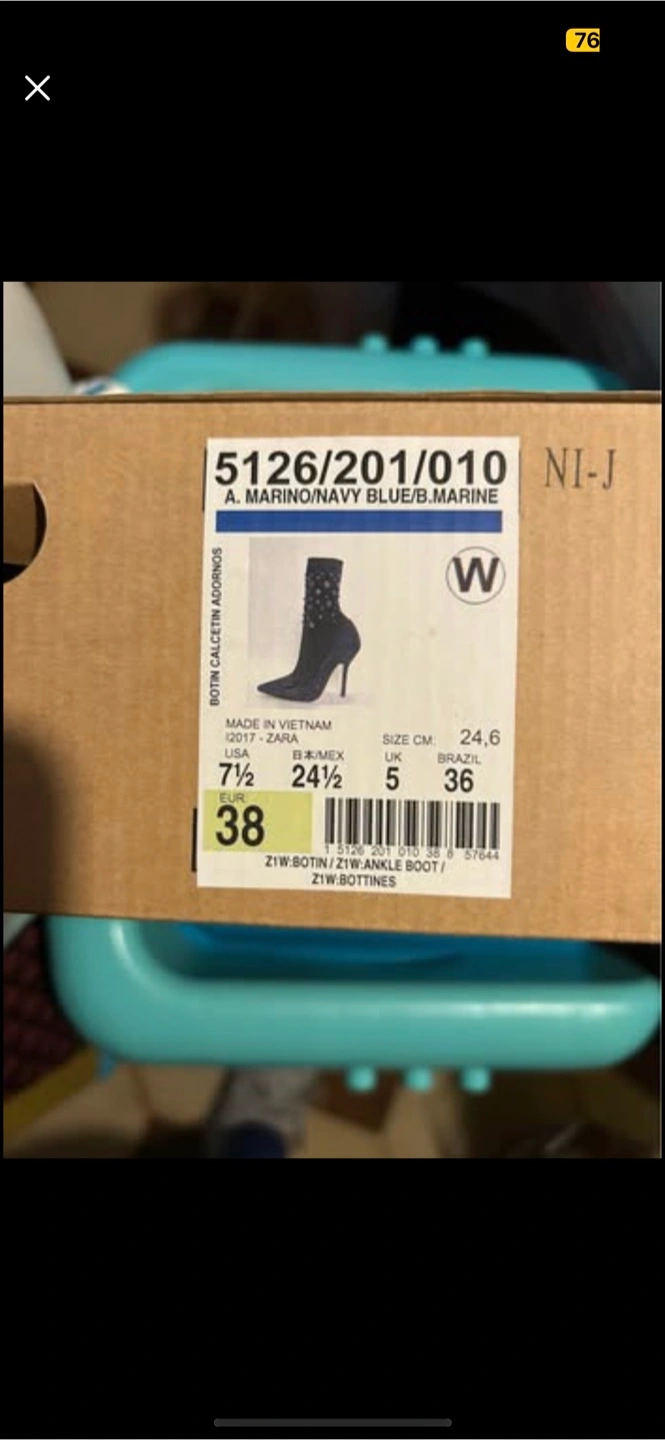 76
5126/201/010
NI-J
A. MARINO/NAVY BLUE/B.MARINE
W
BOTIN CALCETIN ADORNOS
MADE IN VIETNAM
I2017 - ZARA
SIZE CM: 24,6
USA 日本/MEX UK BRAZIL
7½ 24½ 5 36
EUR:
38
1 5126 201 010 38 8 57644
Z1W:BOTIN / Z1W:ANKLE BOOT /
Z1W:BOTTINES